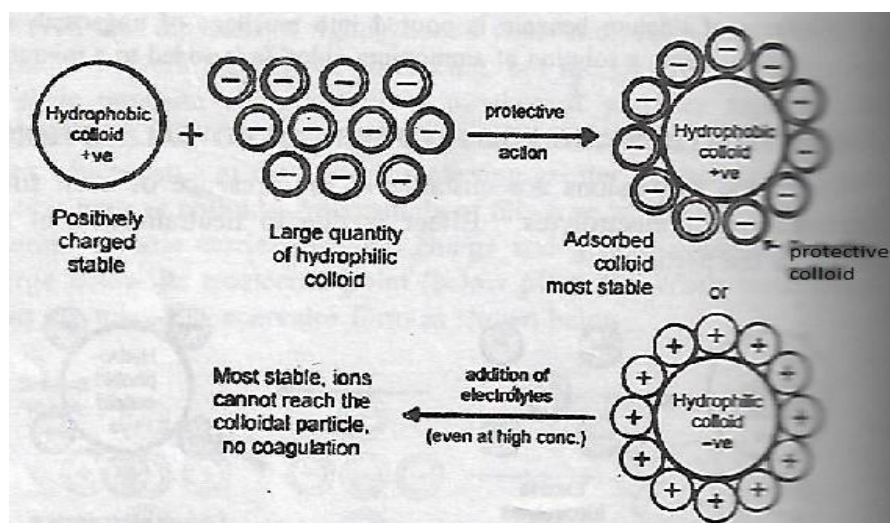 Hydrophobic
colloid
+ve
+
protective
action
Hydrophobic
colloid
+ve
Positively
charged
stable
Large quantity
of hydrophilic
colloid
Adsorbed
colloid
most stable
protective
colloid
or
Most stable, ions
cannot reach the
colloidal particle,
no coagulation
addition of
electrolytes
(even at high conc.)
Hydrophilic
colloid
–ve